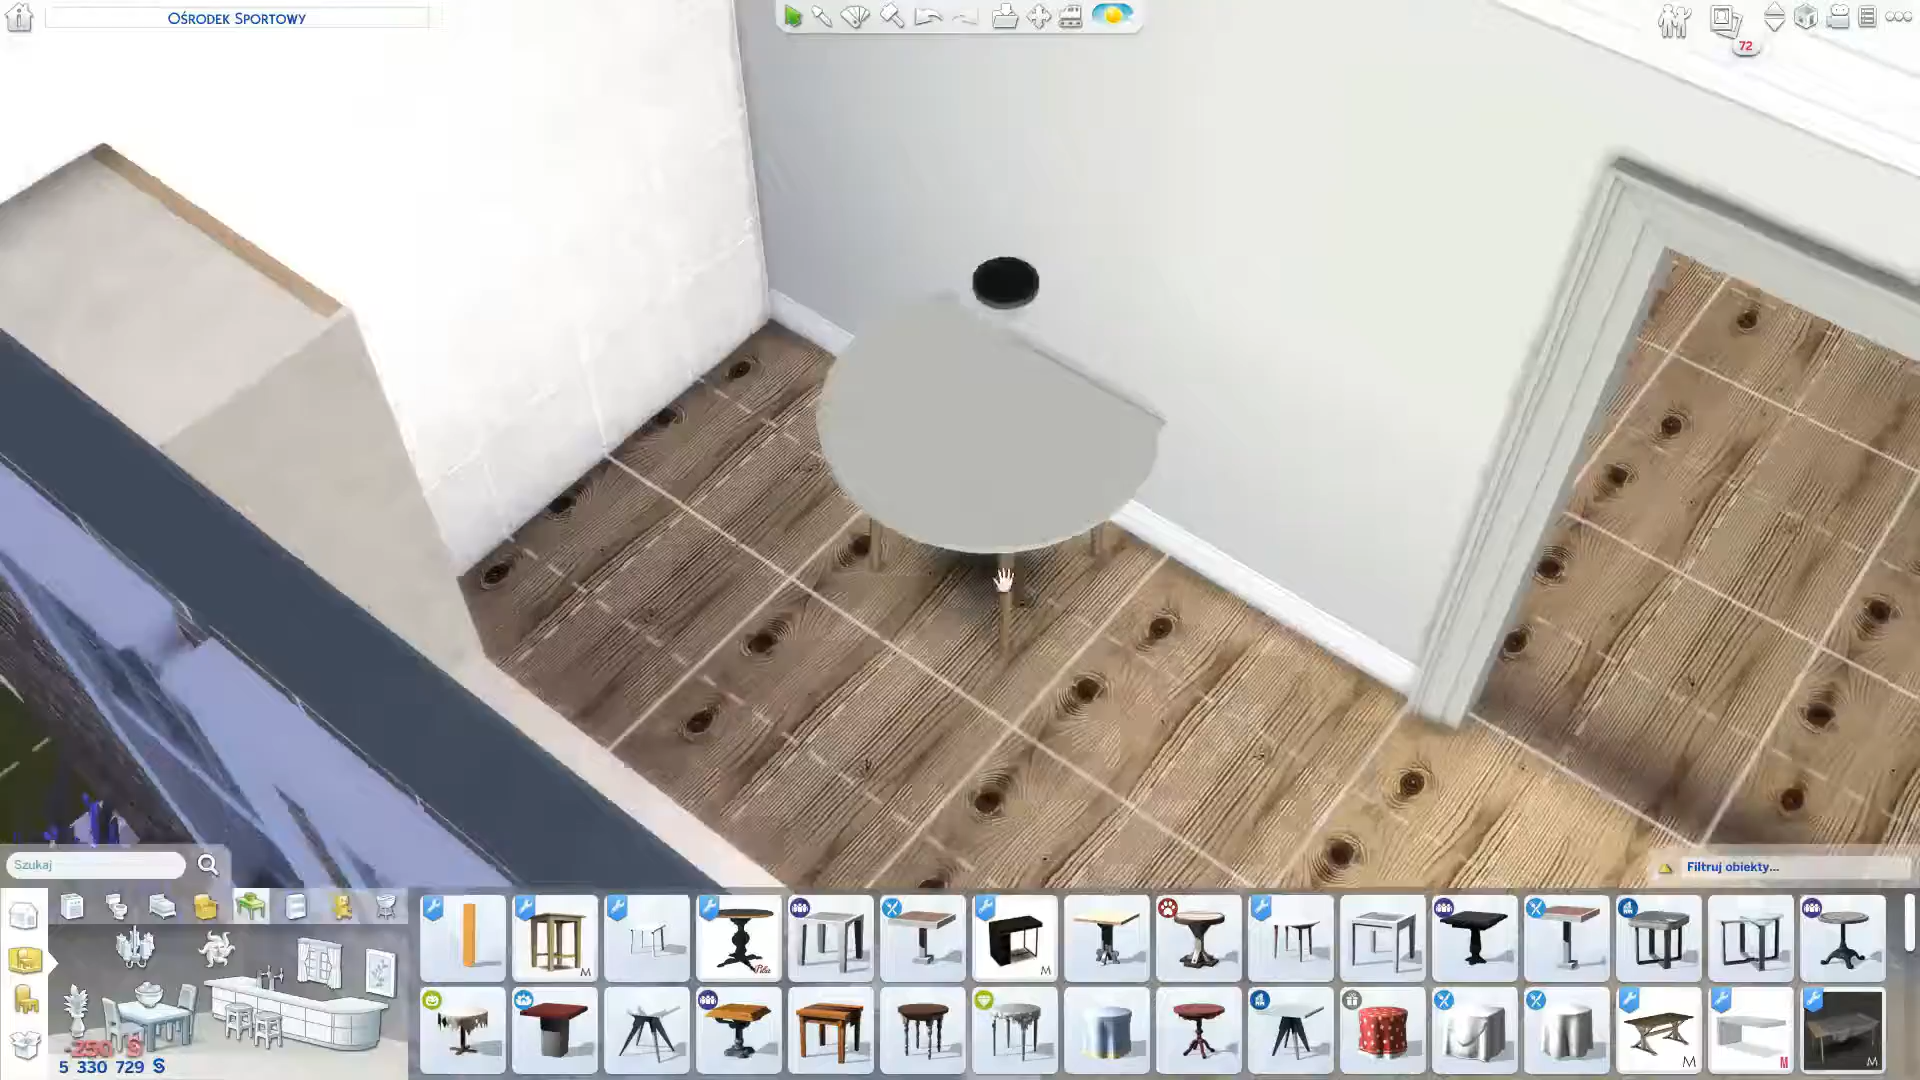 Ośrodek Sportowy
72
Szukaj
Filtruj obiekty...
-250 §
5 330 729 §
M
M
M
M
M